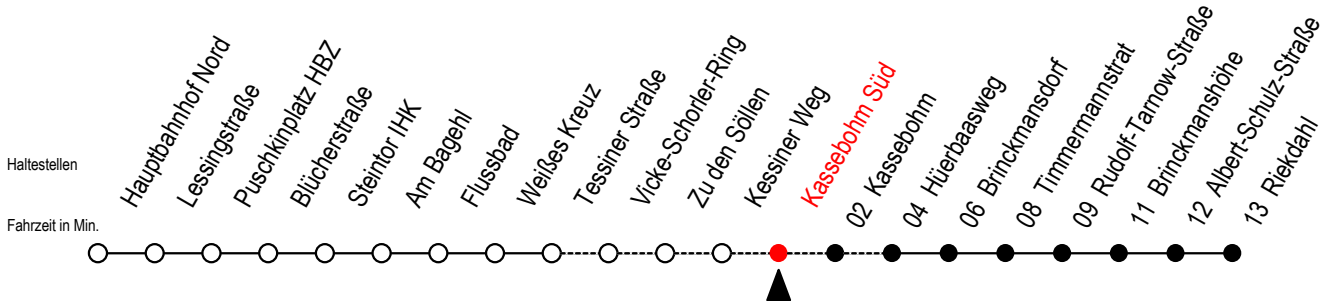 Haltestellen
Hauptbahnhof Nord
Lessingstraße
Puschkinplatz HBZ
Blücherstraße
Steintor IHK
Am Bagehl
Flussbad
Weißes Kreuz
Tessiner Straße
Vicke-Schorler-Ring
Zu den Söllen
Kessiner Weg
Kassebohm Süd
02 Kassebohm
04 Hüerbaasweg
06 Brinckmansdorf
08 Timmermannstrat
09 Rudolf-Tarnow-Straße
11 Brinckmanshöhe
12 Albert-Schulz-Straße
13 Riekdahl
Fahrzeit in Min.